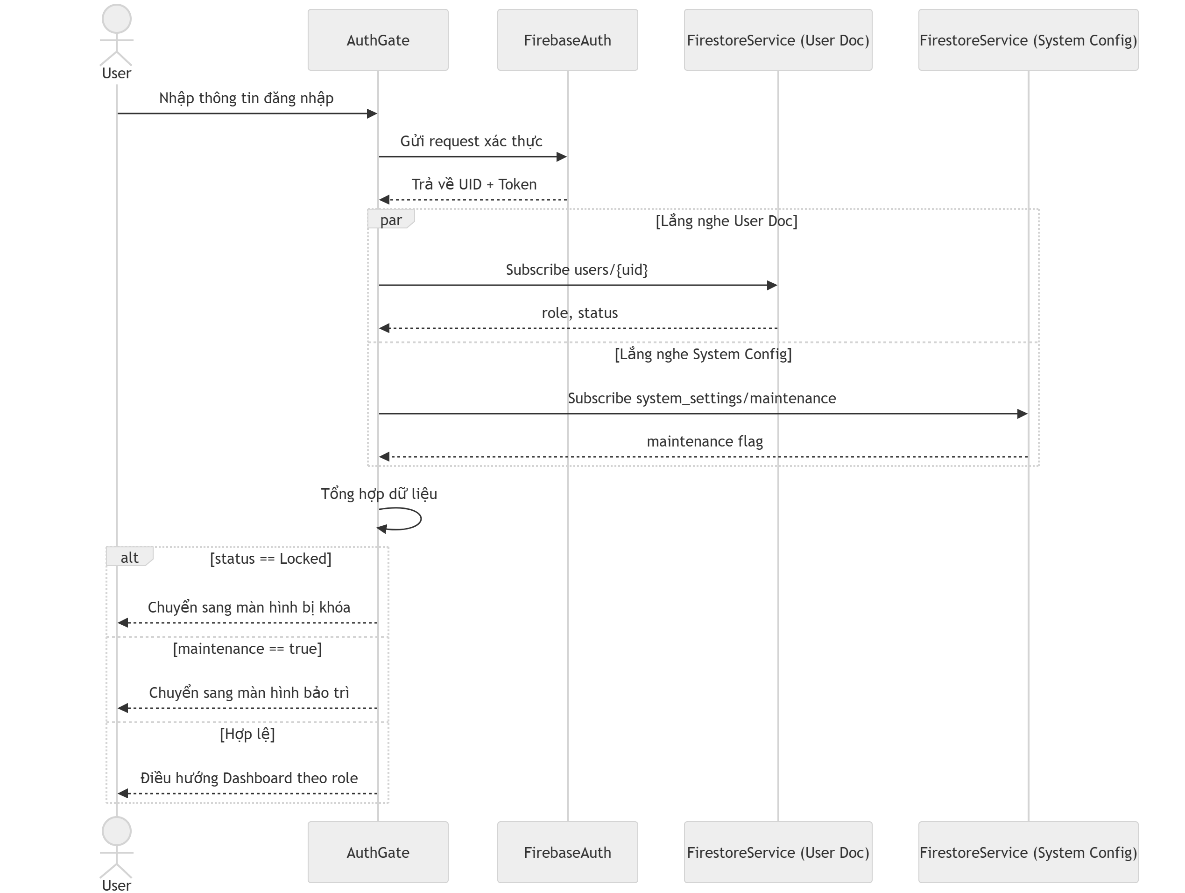 User
AuthGate
FirebaseAuth
FirestoreService (User Doc)
FirestoreService (System Config)
Nhập thông tin đăng nhập
Gửi request xác thực
Trả về UID + Token
par
[Lắng nghe User Doc]
Subscribe users/{uid}
role, status
[Lắng nghe System Config]
Subscribe system_settings/maintenance
maintenance flag
Tổng hợp dữ liệu
alt
[status == Locked]
Chuyển sang màn hình bị khóa
[maintenance == true]
Chuyển sang màn hình bảo trì
[Hợp lệ]
Điều hướng Dashboard theo role
User
AuthGate
FirebaseAuth
FirestoreService (User Doc)
FirestoreService (System Config)